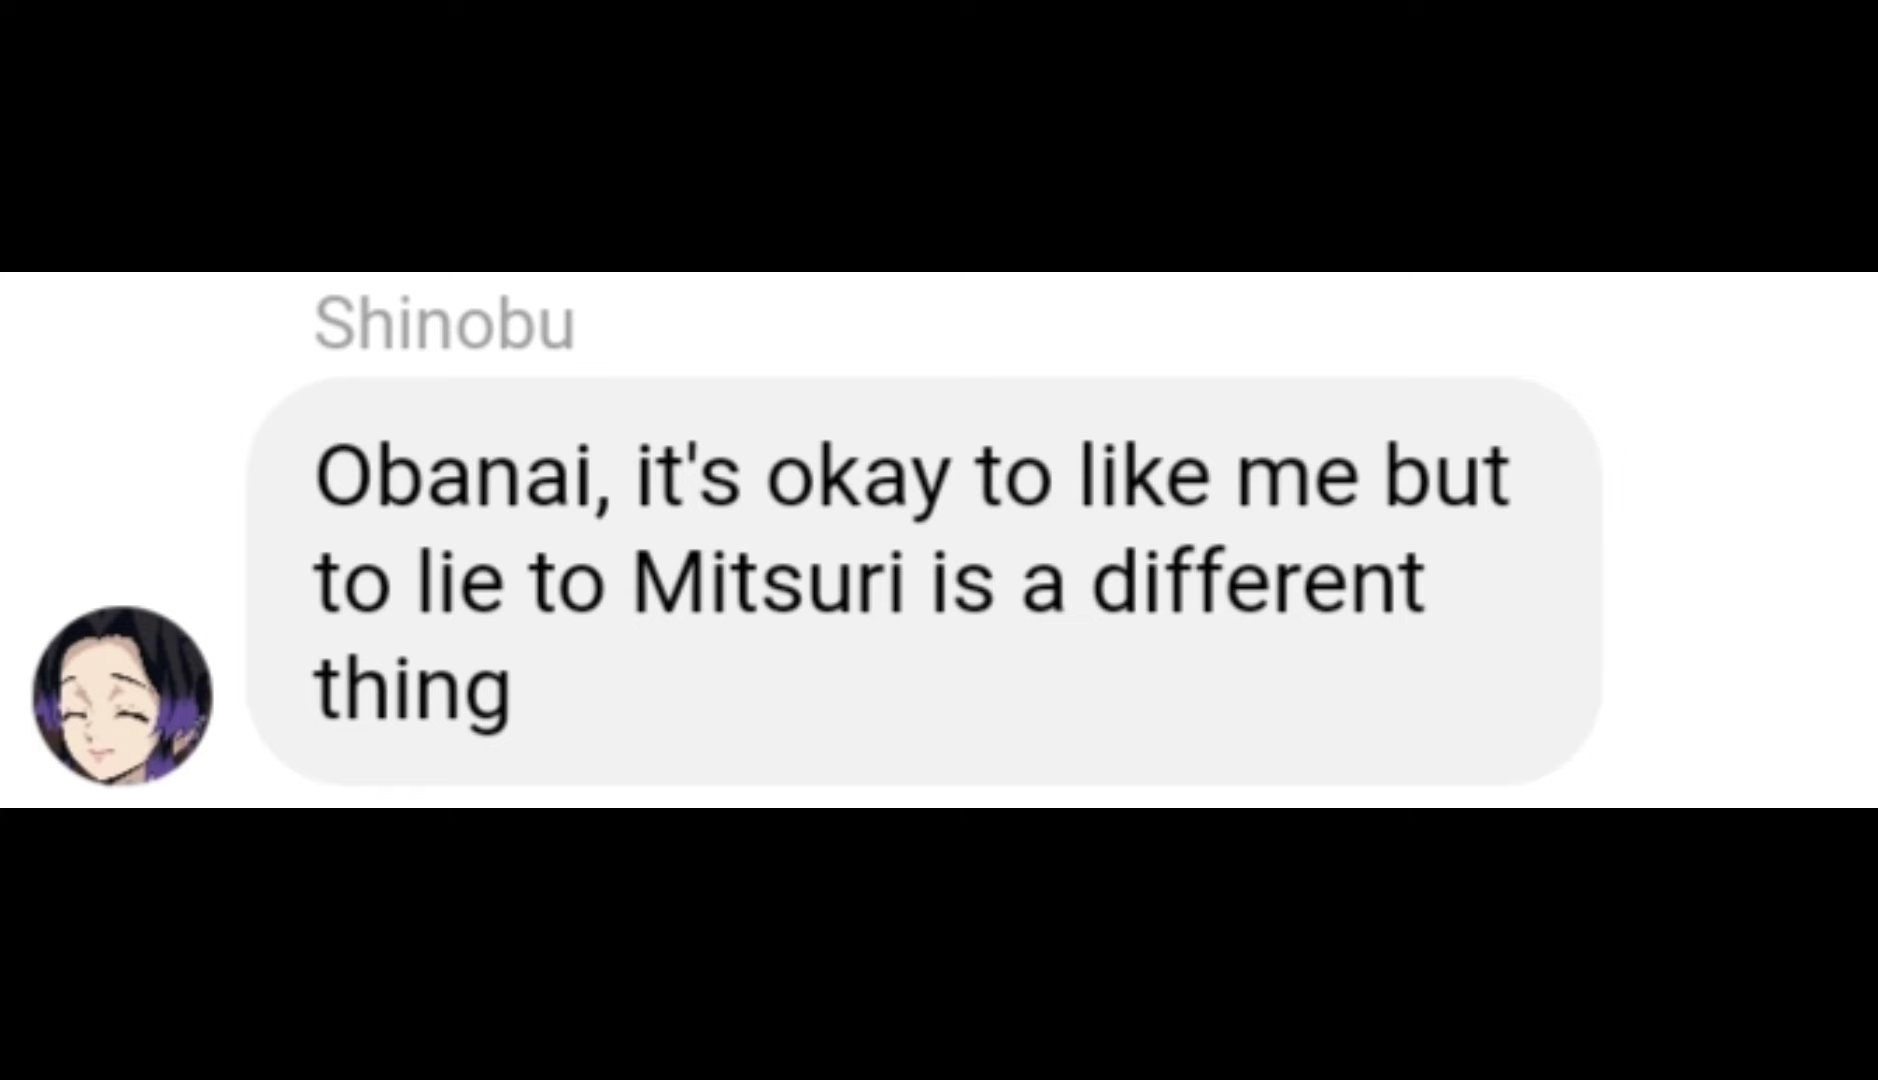 Shinobu
Obanai, it's okay to like me but
to lie to Mitsuri is a different
thing